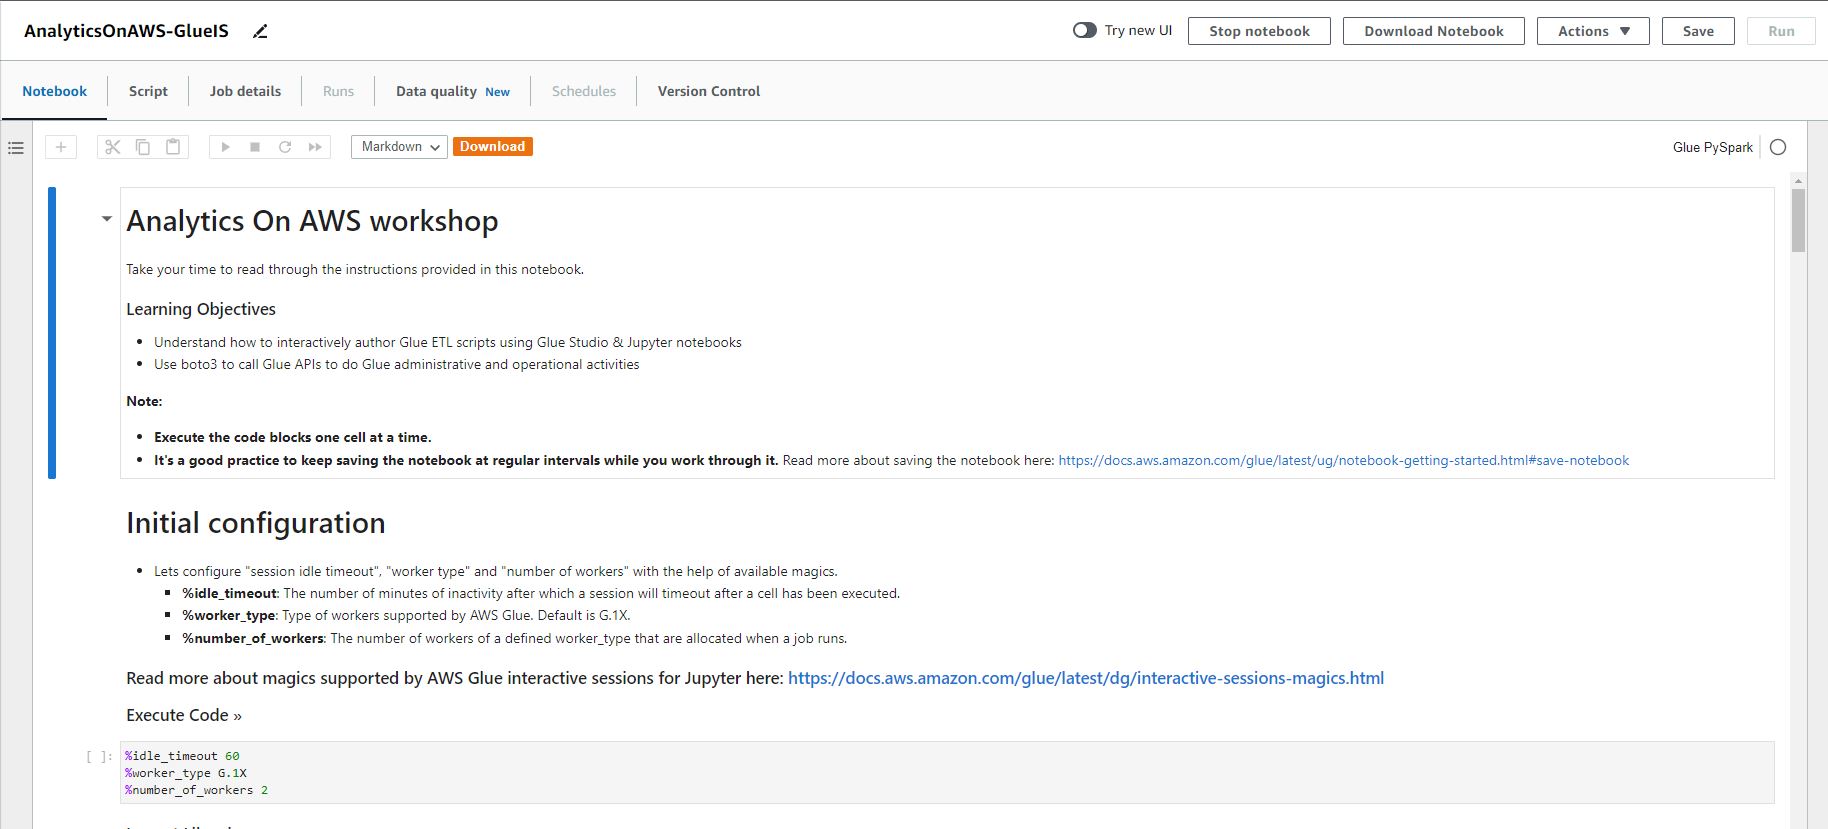 AnalyticsOnAWS-GlueIS
Try new UI
Stop notebook
Download Notebook
Actions
Save
Run
Notebook
Script
Job details
Runs
Data quality New
Schedules
Version Control
Markdown
Download
Glue PySpark
Analytics On AWS workshop
Take your time to read through the instructions provided in this notebook.
Learning Objectives
• Understand how to interactively author Glue ETL scripts using Glue Studio & Jupyter notebooks
• Use boto3 to call Glue APIs to do Glue administrative and operational activities
Note:
• Execute the code blocks one cell at a time.
• It's a good practice to keep saving the notebook at regular intervals while you work through it. Read more about saving the notebook here: https://docs.aws.amazon.com/glue/latest/ug/notebook-getting-started.html#save-notebook
Initial configuration
• Lets configure "session idle timeout", "worker type" and "number of workers" with the help of available magics.
▪ %idle_timeout: The number of minutes of inactivity after which a session will timeout after a cell has been executed.
▪ %worker_type: Type of workers supported by AWS Glue. Default is G.1X.
▪ %number_of_workers: The number of workers of a defined worker_type that are allocated when a job runs.
Read more about magics supported by AWS Glue interactive sessions for Jupyter here: https://docs.aws.amazon.com/glue/latest/dg/interactive-sessions-magics.html
Execute Code »
[ ]:
%idle_timeout 60
%worker_type G.1X
%number_of_workers 2